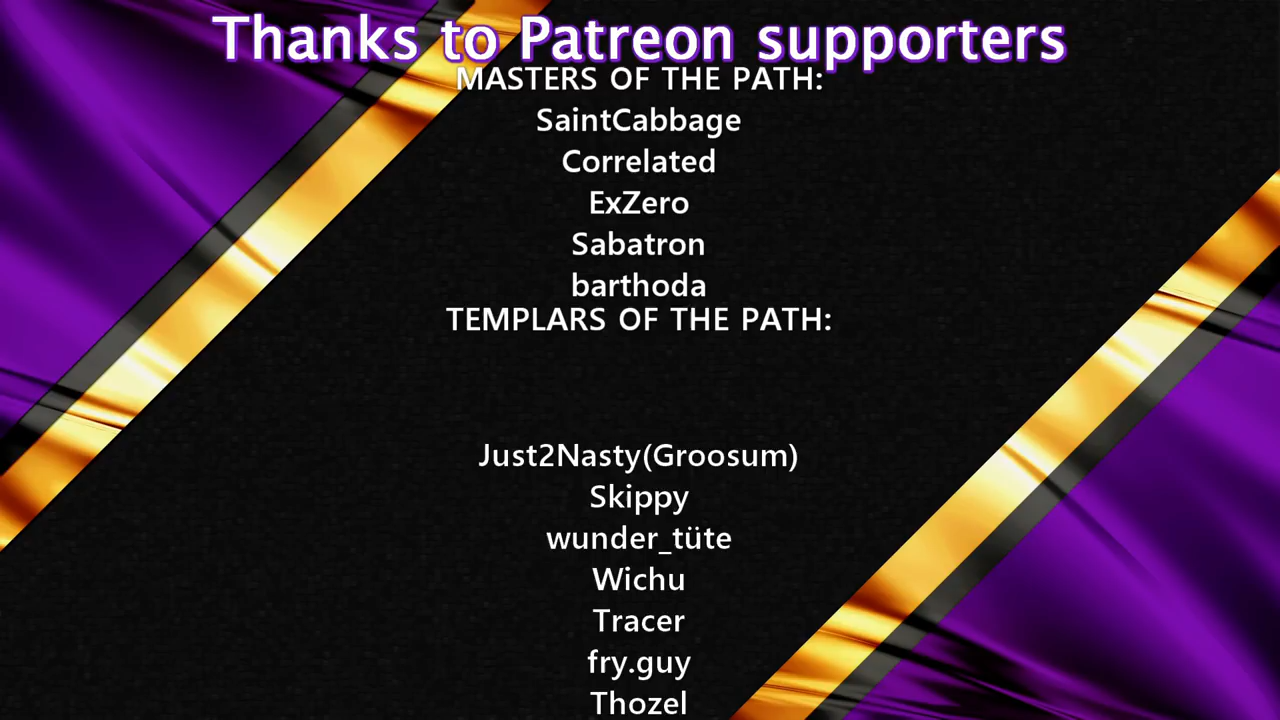 Thanks to Patreon supporters
MASTERS OF THE PATH:
SaintCabbage
Correlated
ExZero
Sabatron
barthoda
TEMPLARS OF THE PATH:
Just2Nasty(Groosum)
Skippy
wunder_tüte
Wichu
Tracer
fry.guy
Thozel